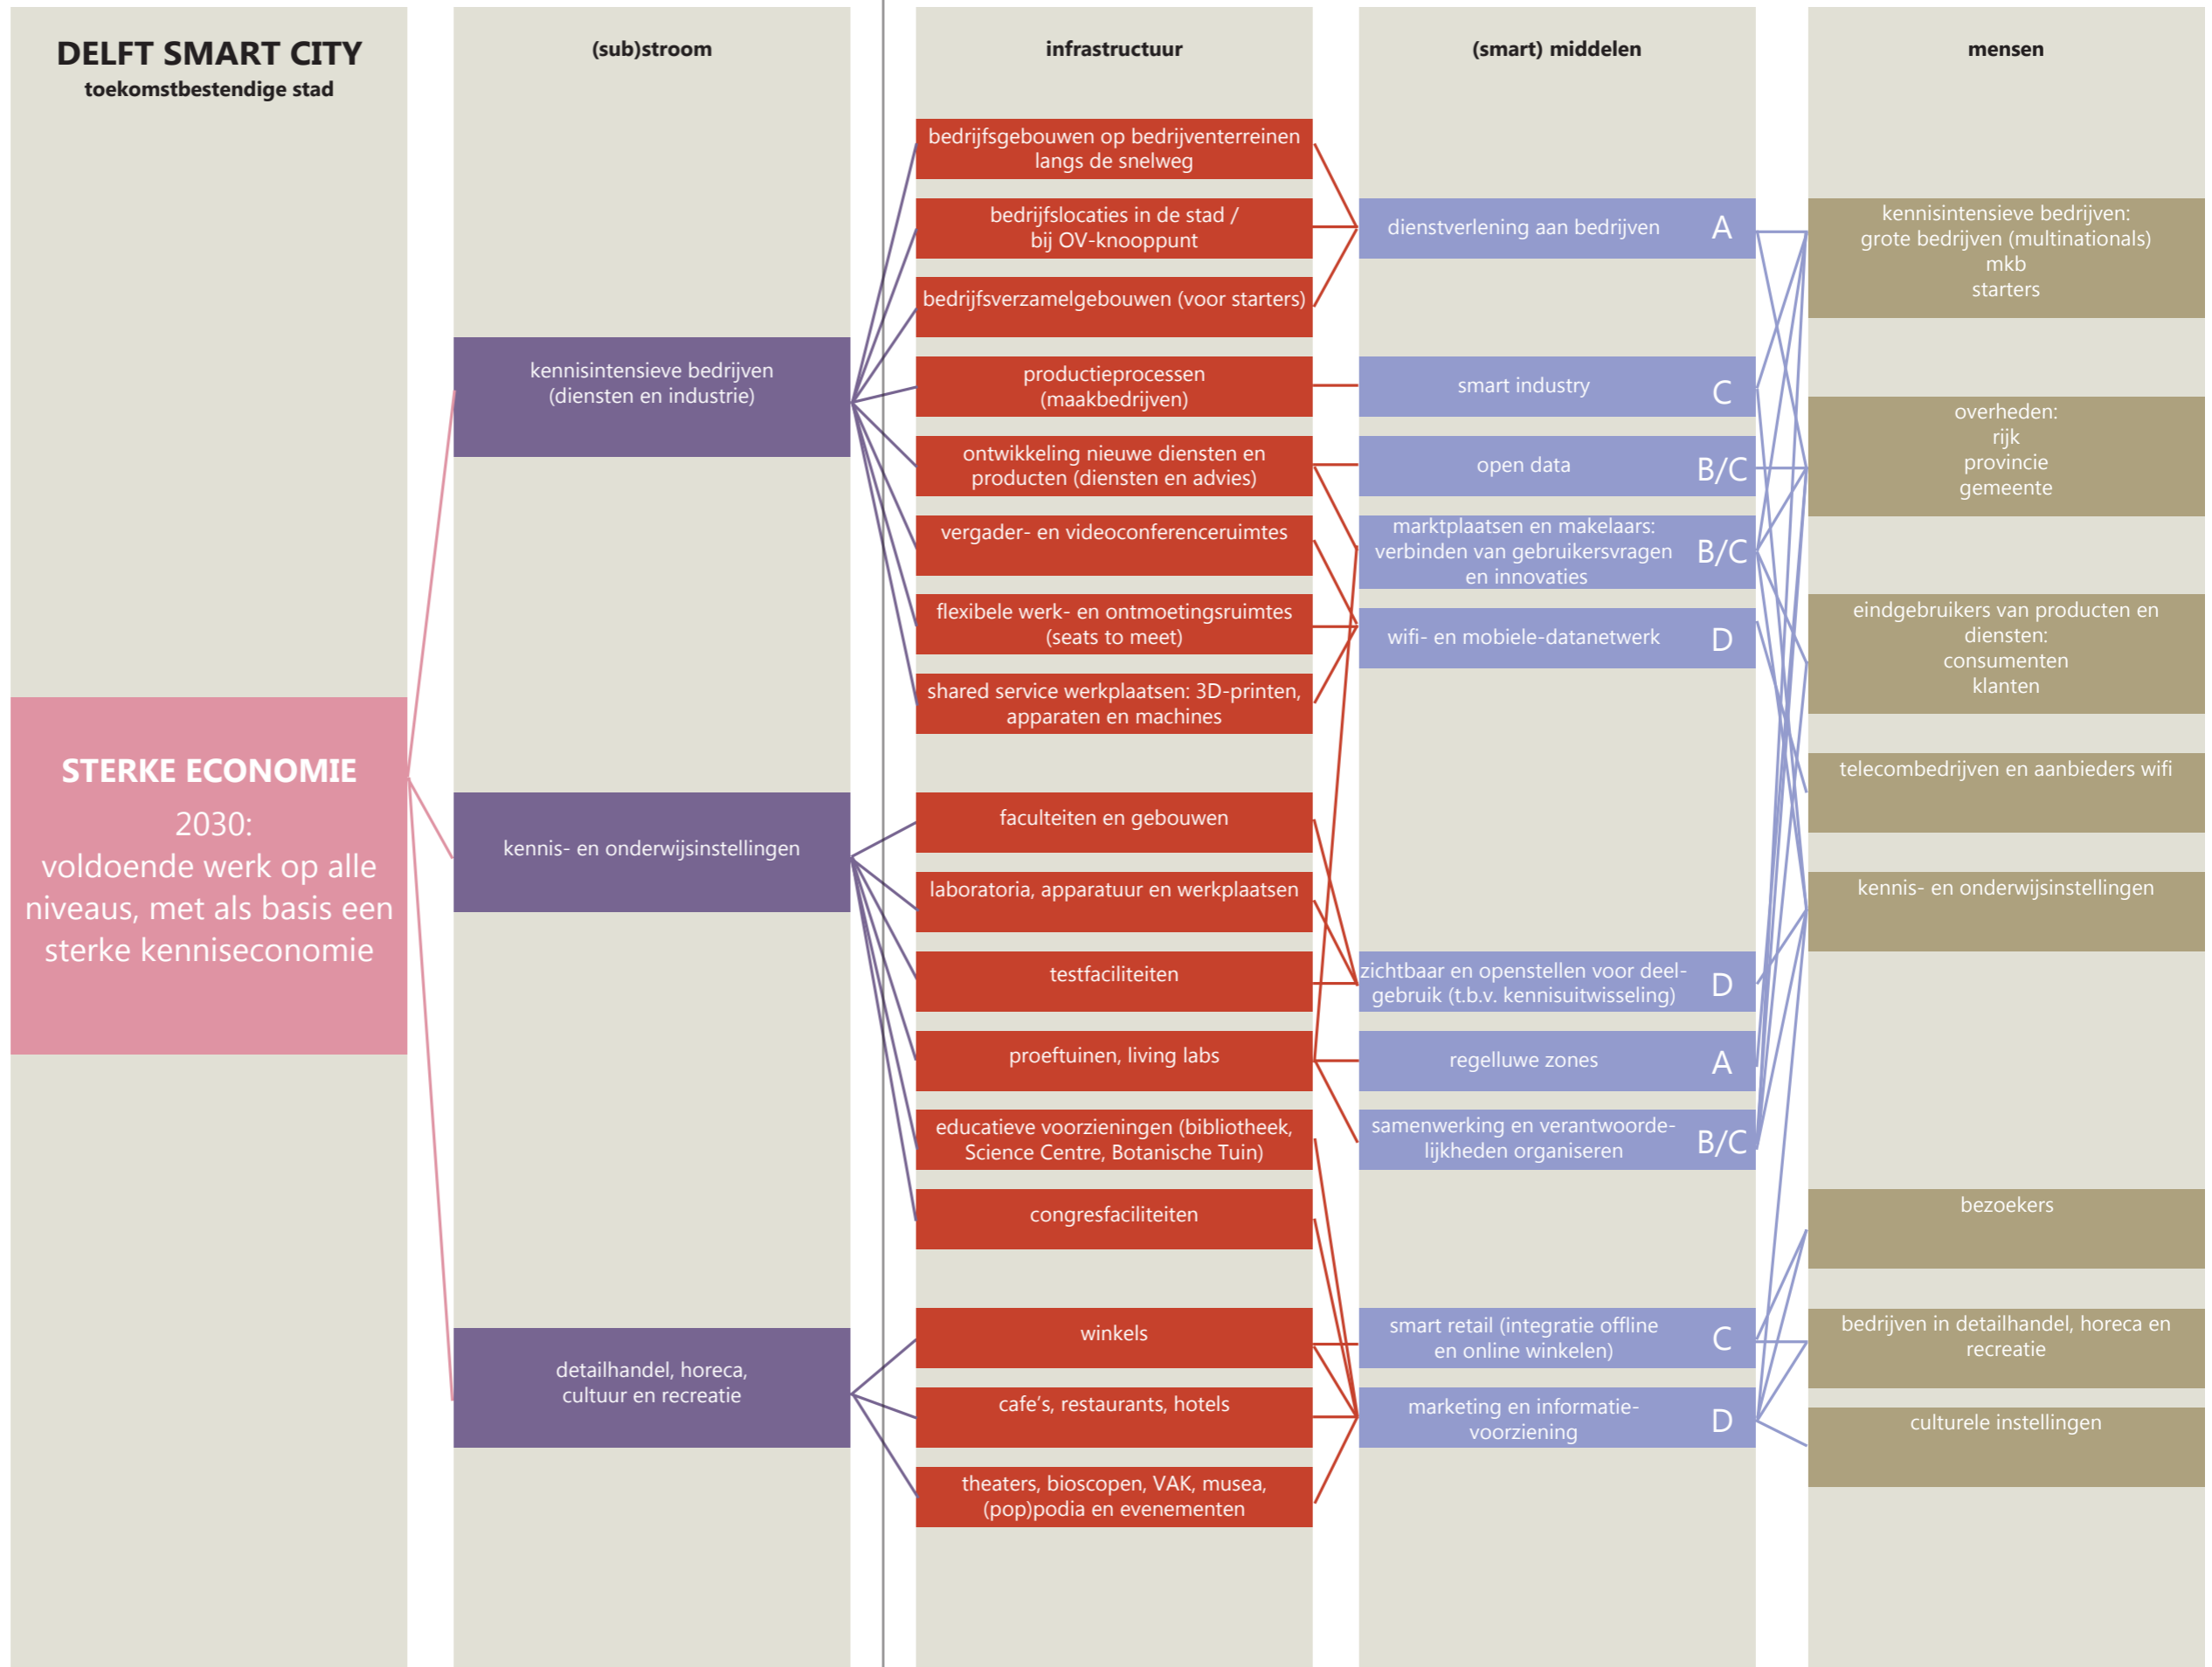 DELFT SMART CITY
toekomstbestendige stad
STERKE ECONOMIE
2030:
voldoende werk op alle
niveaus, met als basis een
sterke kenniseconomie
(sub)stroom
kennisintensieve bedrijven
(diensten en industrie)
kennis- en onderwijsinstellingen
detailhandel, horeca,
cultuur en recreatie
infrastructuur
bedrijfsgebouwen op bedrijventerreinen
langs de snelweg
bedrijfslocaties in de stad /
bij OV-knooppunt
bedrijfsverzamelgebouwen (voor starters)
productieprocessen
(maakbedrijven)
ontwikkeling nieuwe diensten en
producten (diensten en advies)
vergader- en videoconferenceruimtes
flexibele werk- en ontmoetingsruimtes
(seats to meet)
shared service werkplaatsen: 3D-printen,
apparaten en machines
faculteiten en gebouwen
laboratoria, apparatuur en werkplaatsen
testfaciliteiten
proeftuinen, living labs
educatieve voorzieningen (bibliotheek,
Science Centre, Botanische Tuin)
congresfaciliteiten
winkels
cafe's, restaurants, hotels
theaters, bioscopen, VAK, musea,
(pop)podia en evenementen
(smart) middelen
dienstverlening aan bedrijven A
smart industry C
open data B/C
marktplaatsen en makelaars:
verbinden van gebruikersvragen B/C
en innovaties
wifi- en mobiele-datanetwerk D
zichtbaar en openstellen voor deel-
gebruik (t.b.v. kennisuitwisseling) D
regelluwe zones A
samenwerking en verantwoorde-
lijkheden organiseren B/C
smart retail (integratie offline
en online winkelen) C
marketing en informatie-
voorziening D
mensen
kennisintensieve bedrijven:
grote bedrijven (multinationals)
mkb
starters
overheden:
rijk
provincie
gemeente
eindgebruikers van producten en
diensten:
consumenten
klanten
telecombedrijven en aanbieders wifi
kennis- en onderwijsinstellingen
bezoekers
bedrijven in detailhandel, horeca en
recreatie
culturele instellingen